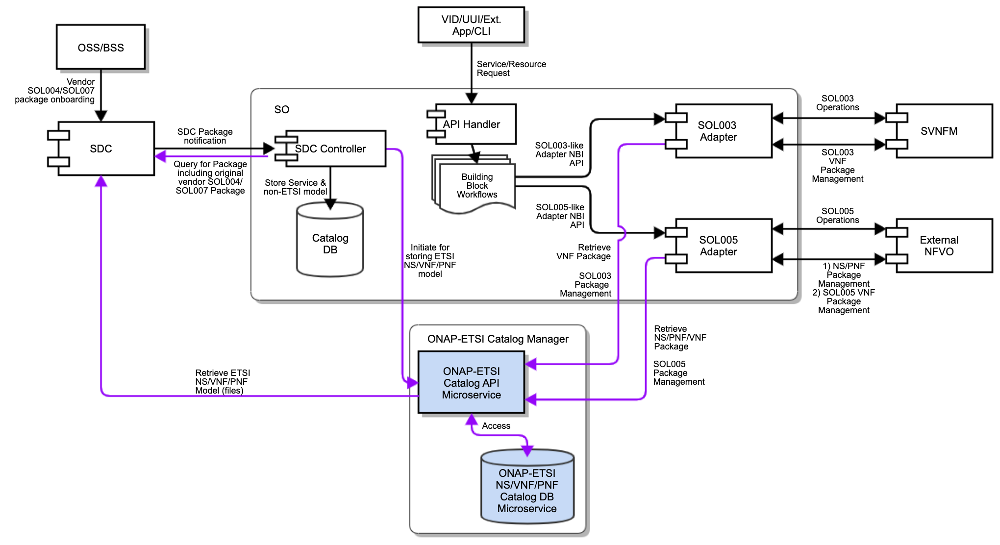 VID/UUI/Ext.
App/CLI
OSS/BSS
Service/Resource
Request
Vendor
SOL004/SOL007
package onboarding
SO
SDC
SDC Package
notification
Query for Package
including original
vendor SOL004/
SOL007 Package
SDC Controller
Store Service &
non-ETSI model
Catalog
DB
API Handler
Building
Block
Workflows
SOL003-like
Adapter NBI
API
SOL005-like
Adapter NBI
API
SOL003
Adapter
SOL003
Operations
SOL003
VNF
Package
Management
SVNFM
SOL005
Adapter
SOL005
Operations
1) NS/PNF
Package
Management
2) SOL005 VNF
Package
Management
External
NFVO
Initiate for
storing ETSI
NS/VNF/PNF
model
Retrieve
VNF Package
SOL003
Package
Management
Retrieve
NS/PNF/VNF
Package
SOL005
Package
Management
ONAP-ETSI Catalog Manager
ONAP-ETSI
Catalog API
Microservice
Retrieve ETSI
NS/VNF/PNF
Model (files)
Access
ONAP-ETSI
NS/VNF/PNF
Catalog DB
Microservice